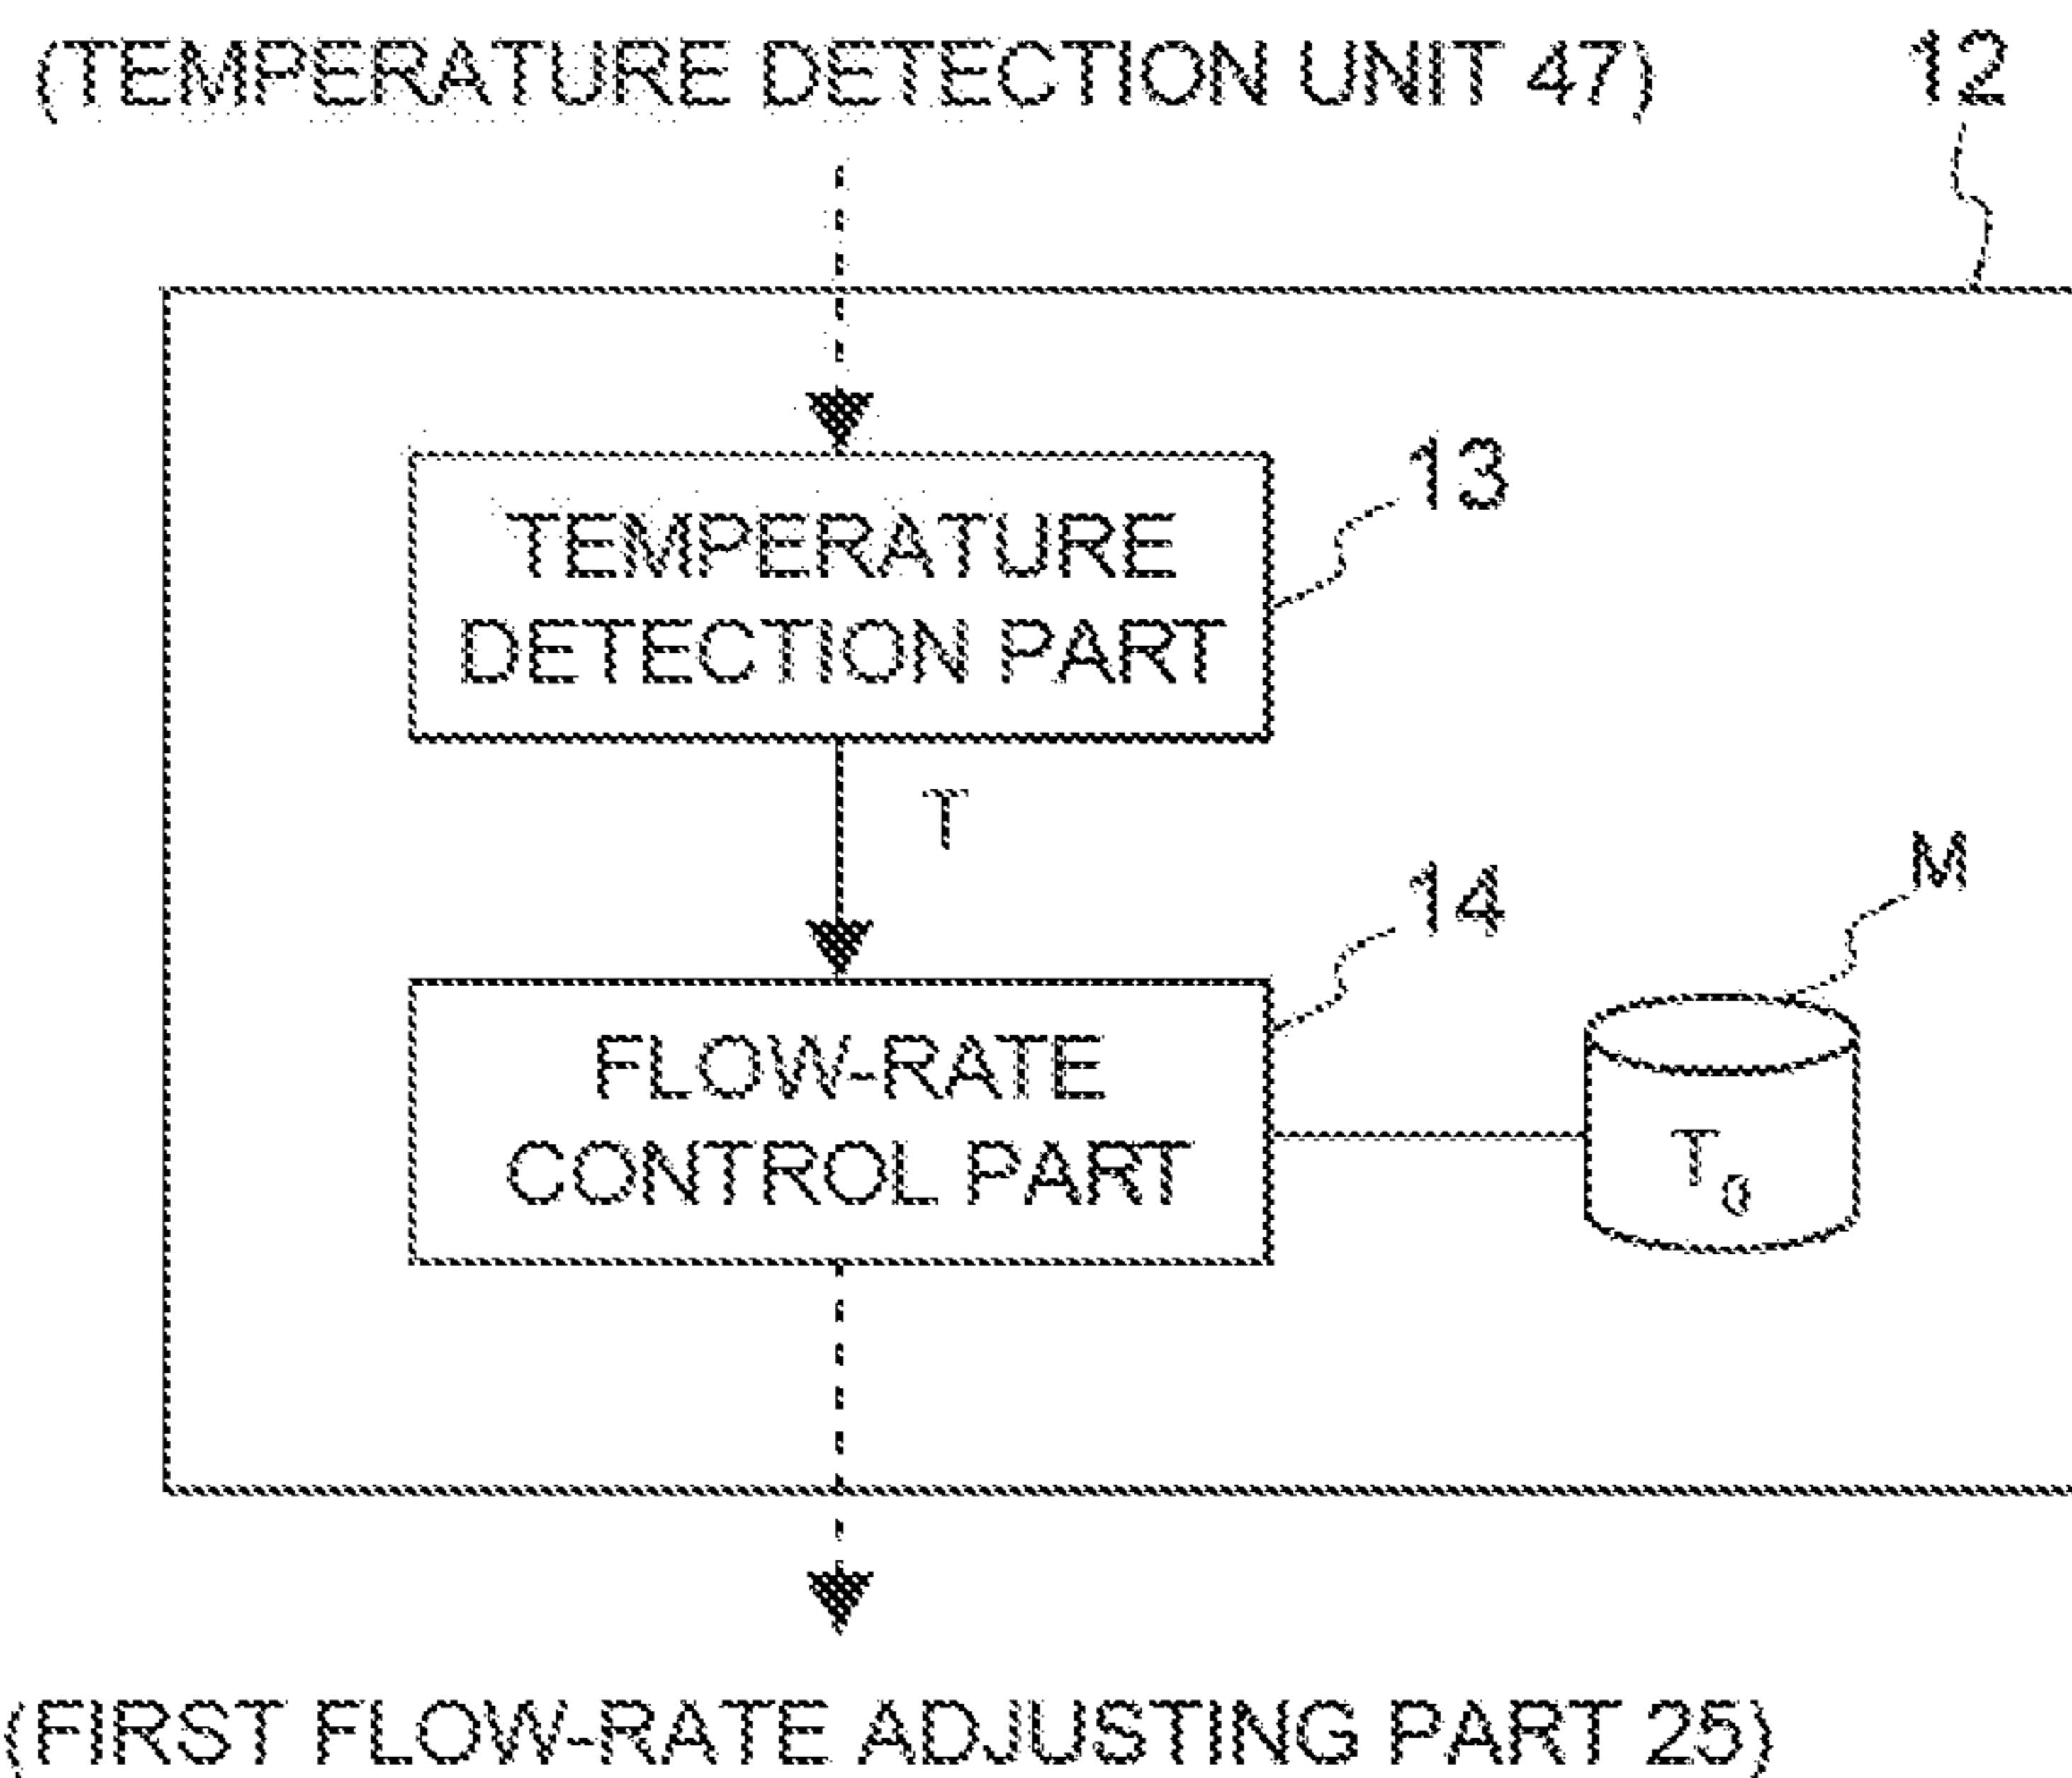 (TEMPERATURE DETECTION UNIT 47)
12
13
TEMPERATURE
DETECTION PART
T
M
14
FLOW-RATE
CONTROL PART
T0
(FIRST FLOW-RATE ADJUSTING PART 25)